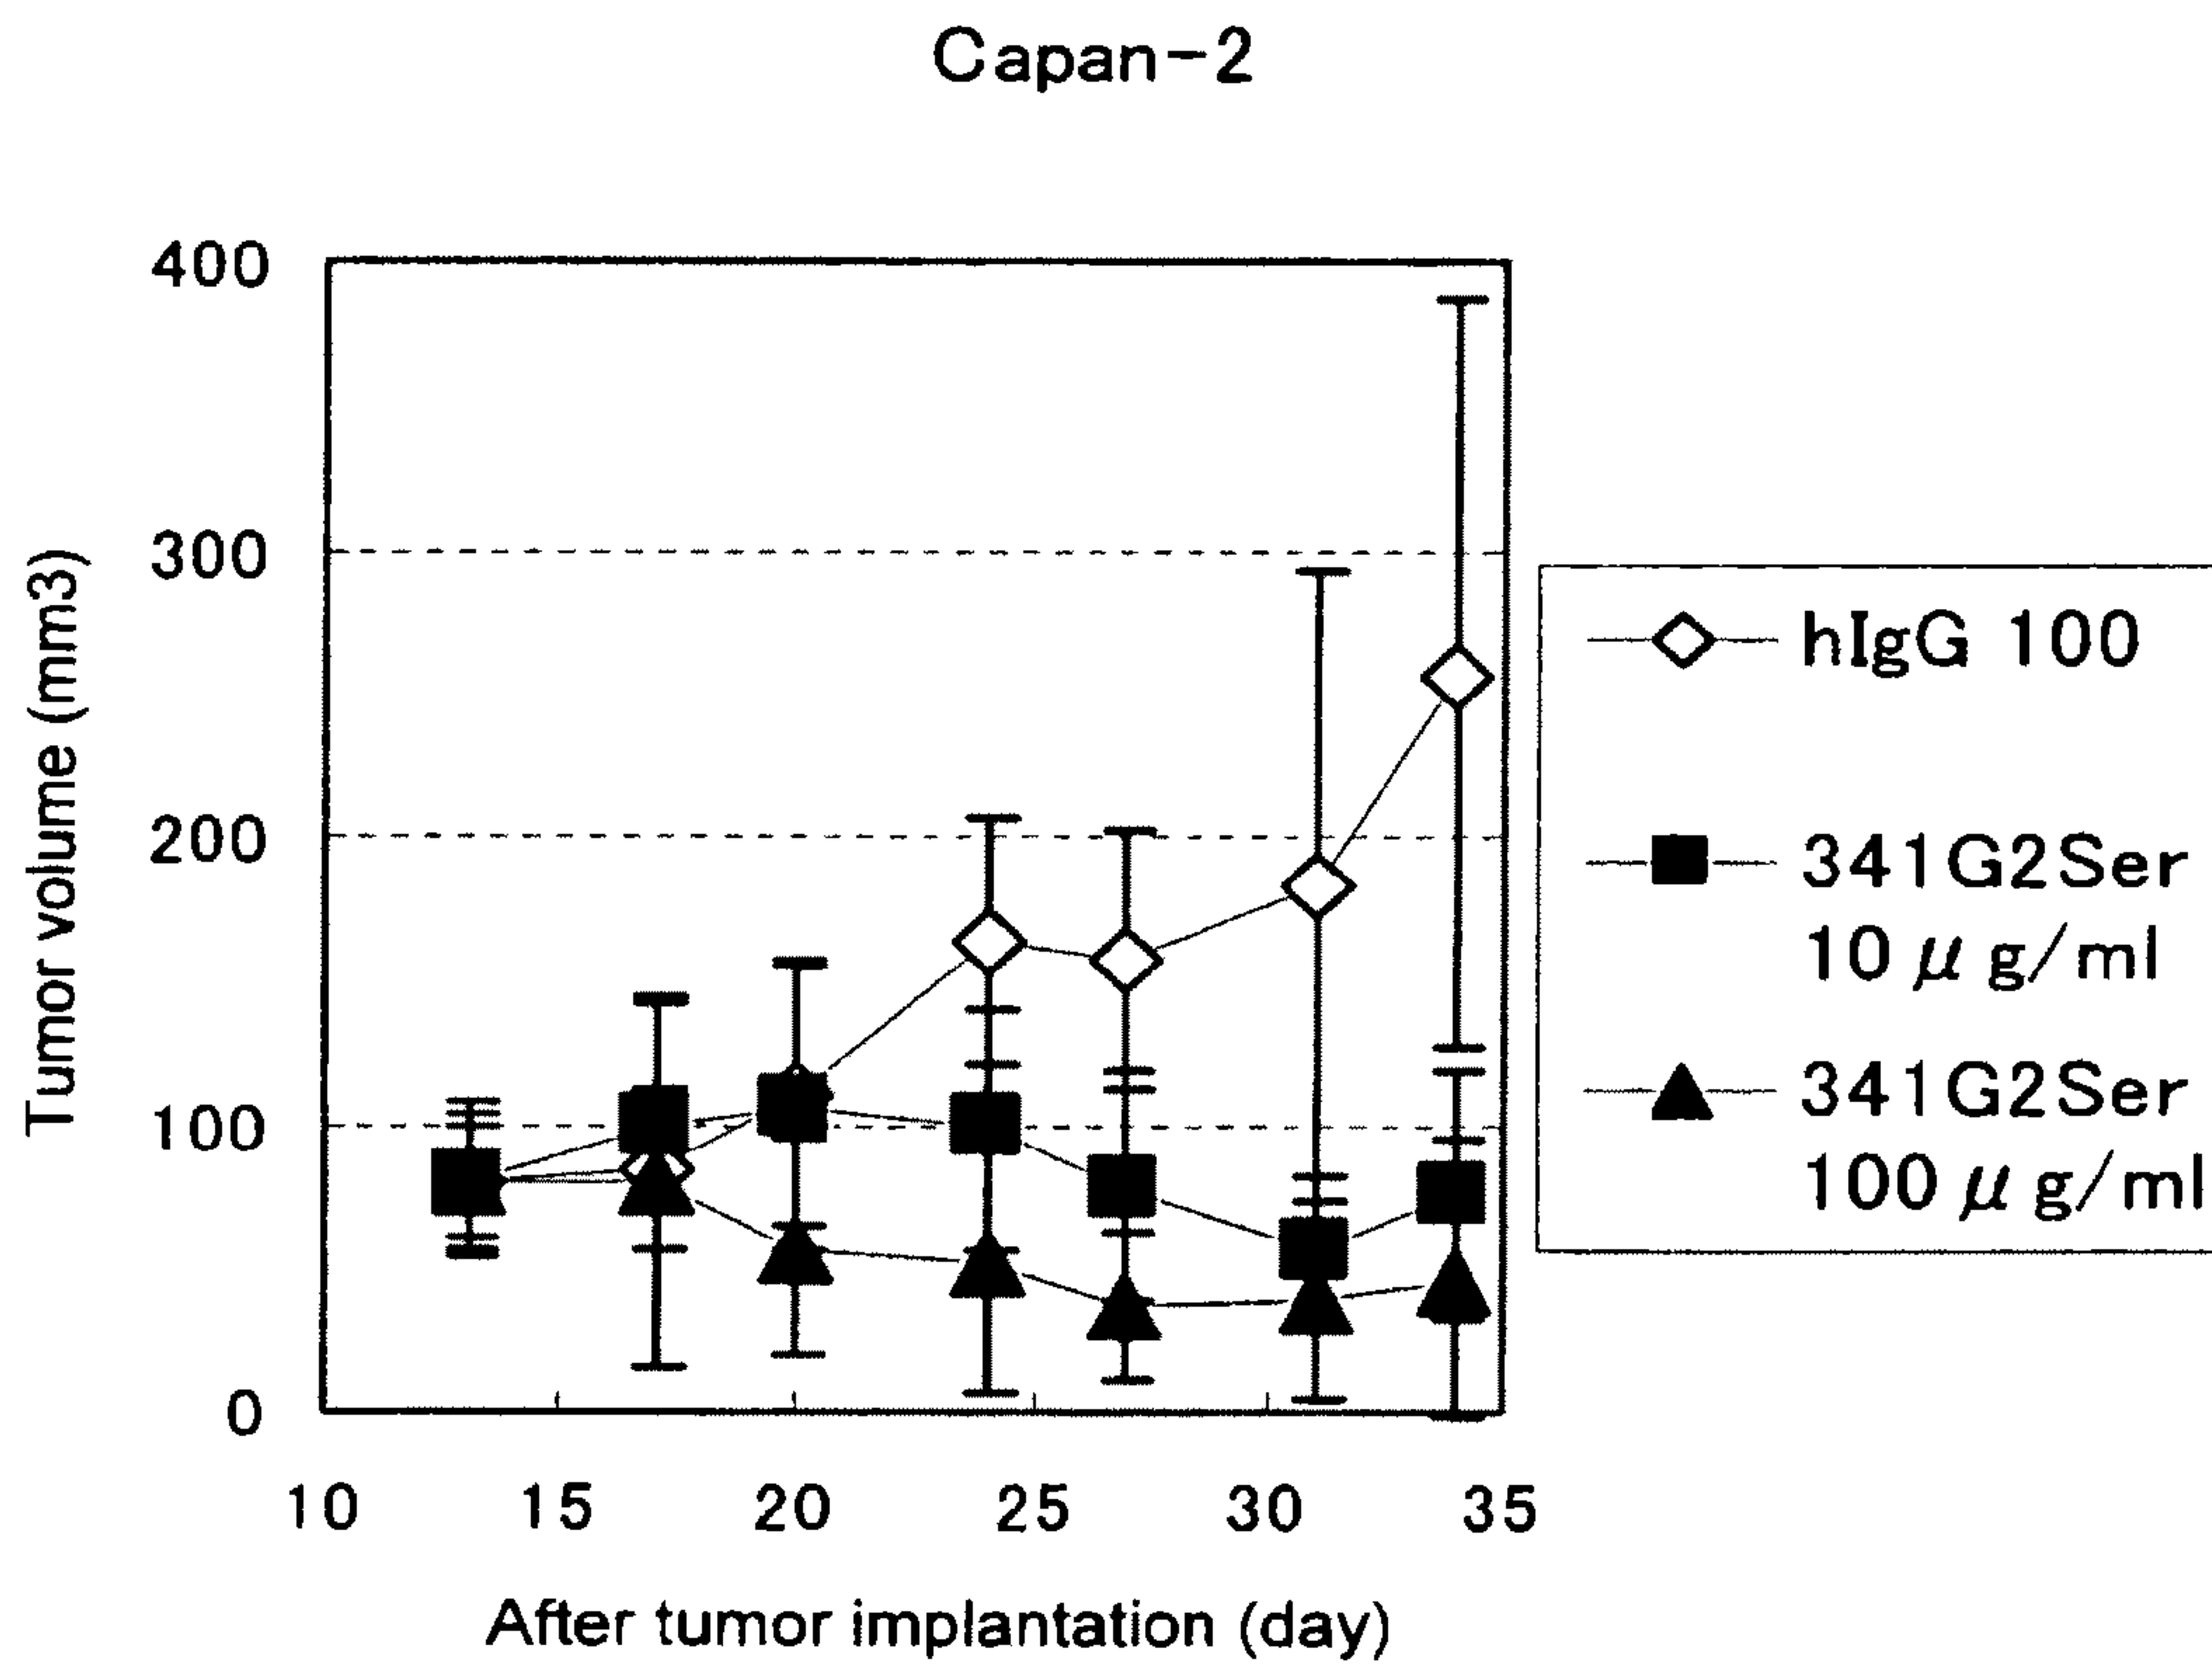 Capan-2
Tumor volume (mm3)
400
300
200
100
0
10 15 20 25 30 35
After tumor implantation (day)
hIgG 100
341G2Ser
10 μ g/ml
341G2Ser
100 μ g/ml